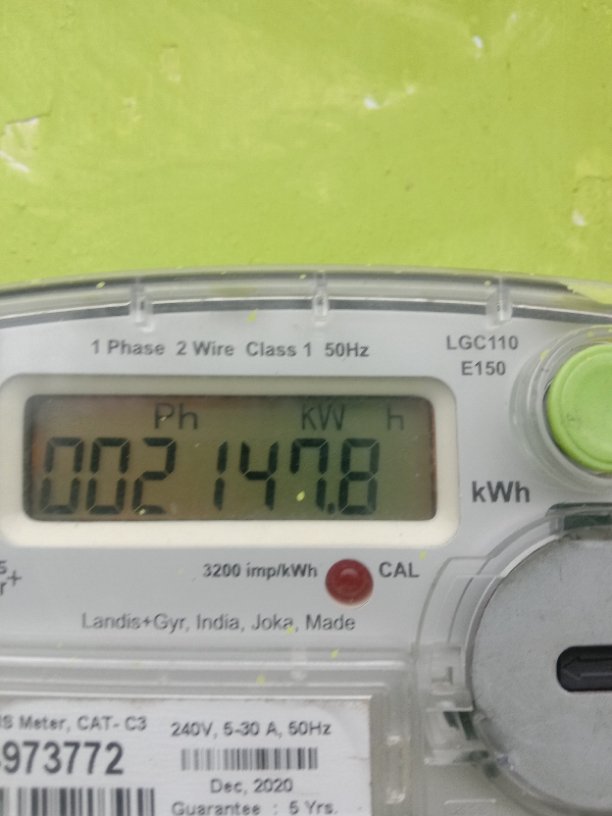 1 Phase 2 Wire Class 1 50Hz
LGC110
E150
Ph kW h
002147.8
kWh
3200 imp/kWh
CAL
Landis+Gyr, India, Joka, Made
Meter, CAT- C3
973772
240V, 5-30 A, 50Hz
Dec, 2020
Guarantee : 5 Yrs.